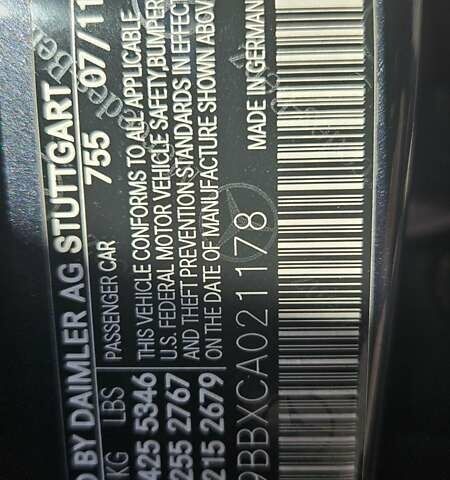 D BY DAIMLER AG STUTTGART
755 07/11
PASSENGER CAR
KG LBS
425 5346
255 2767
215 2679
THIS VEHICLE CONFORMS TO ALL APPLICABLE
U.S. FEDERAL MOTOR VEHICLE SAFETY, BUMPER
AND THEFT PREVENTION STANDARDS IN EFFECT
ON THE DATE OF MANUFACTURE SHOWN ABOVE
MADE IN GERMAN
9BBXCA021178